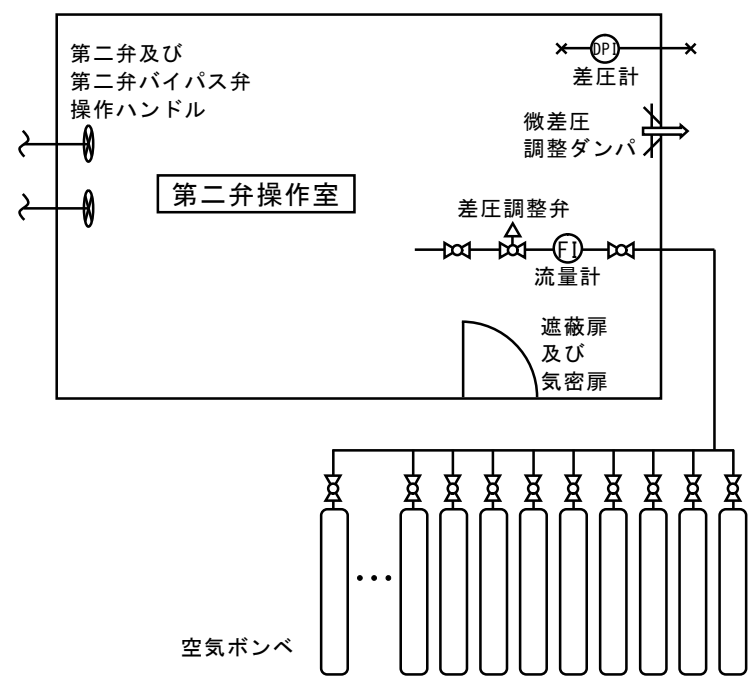 第二弁及び
第二弁バイパス弁
操作ハンドル
DPI
差圧計
微差圧
調整ダンパ
第二弁操作室
差圧調整弁
FI
流量計
遮蔽扉
及び
気密扉
空気ボンベ